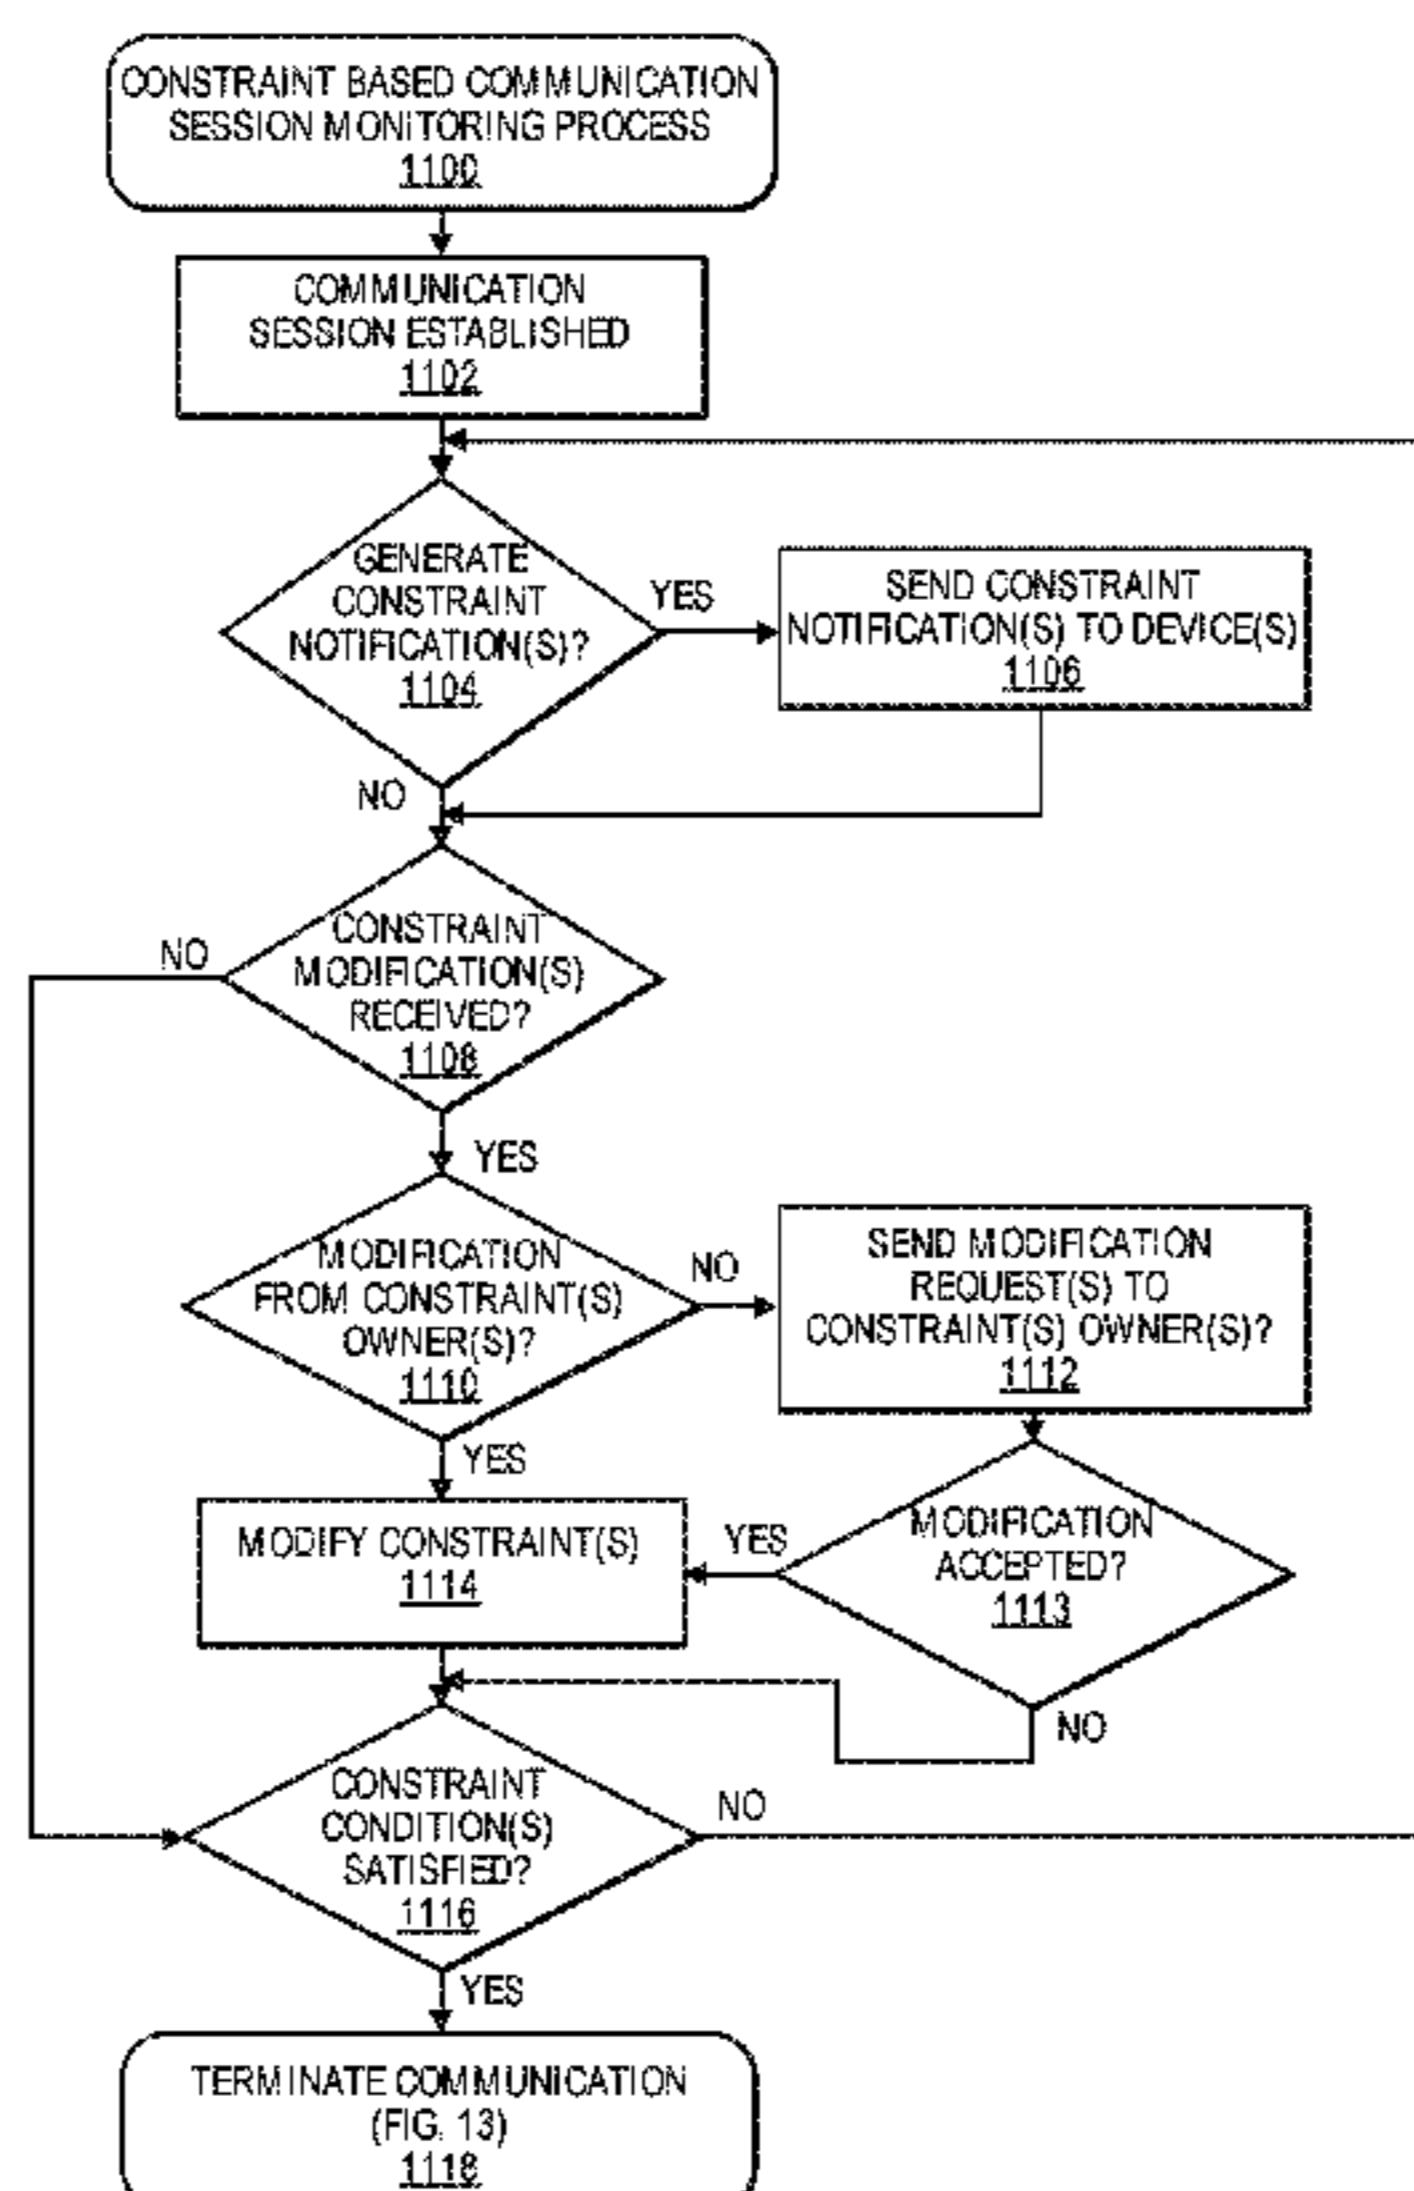 CONSTRAINT BASED COMMUNICATION
SESSION MONITORING PROCESS
1100
COMMUNICATION
SESSION ESTABLISHED
1102
GENERATE
CONSTRAINT
NOTIFICATION(S)?
1104
YES
SEND CONSTRAINT
NOTIFICATION(S) TO DEVICE(S)
1106
NO
CONSTRAINT
MODIFICATION(S)
RECEIVED?
1108
NO
YES
MODIFICATION
FROM CONSTRAINT(S)
OWNER(S)?
1110
NO
SEND MODIFICATION
REQUEST(S) TO
CONSTRAINT(S) OWNER(S)?
1112
YES
MODIFY CONSTRAINT(S)
1114
YES
MODIFICATION
ACCEPTED?
1113
NO
CONSTRAINT
CONDITION(S)
SATISFIED?
1116
NO
YES
TERMINATE COMMUNICATION
(FIG. 13)
1118